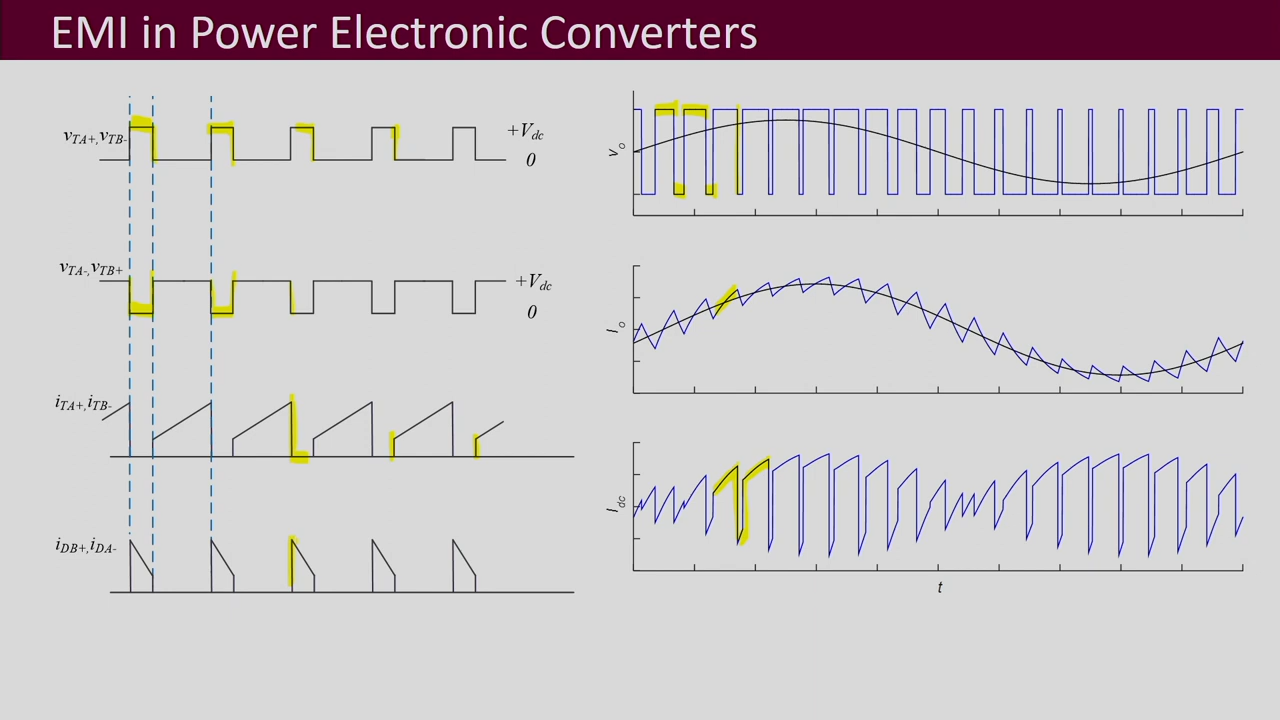 EMI in Power Electronic Converters
vTA+,vTB-
+Vdc
0
vTA-,vTB+
+Vdc
0
iTA+,iTB-
iDB+,iDA-
vo
Io
Idc
t